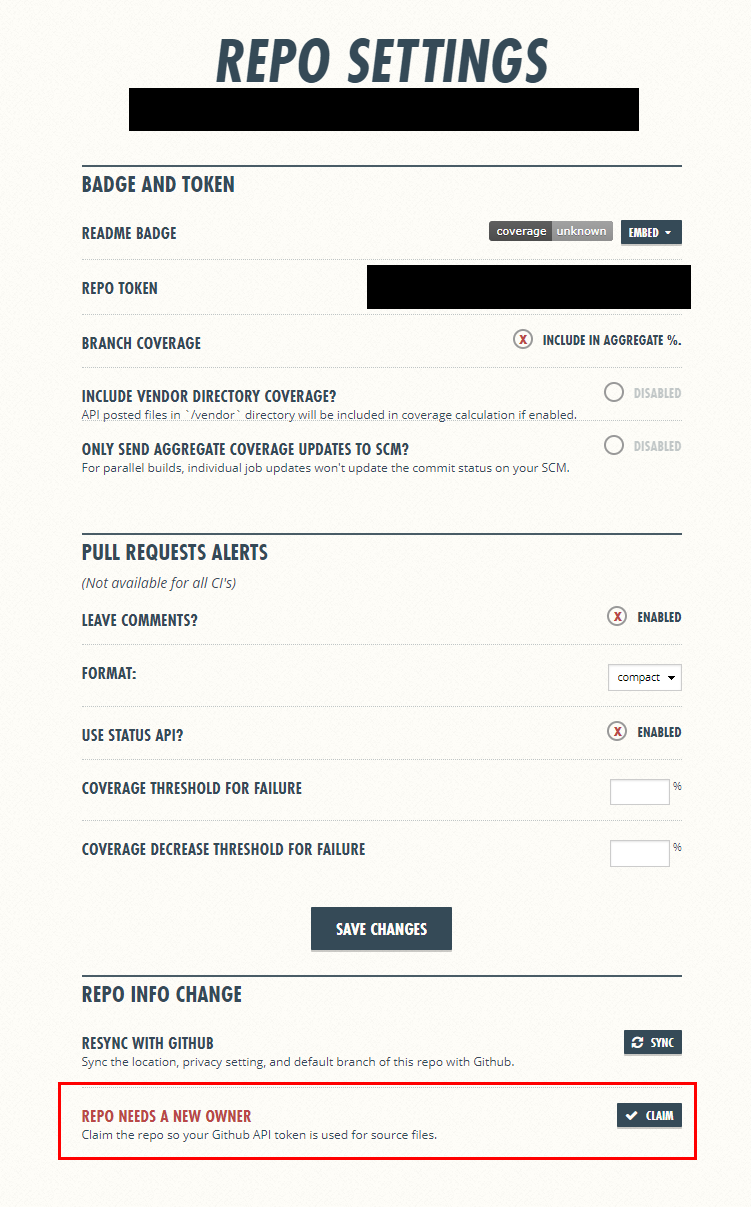 REPO SETTINGS
BADGE AND TOKEN
README BADGE
coverage unknown
EMBED
REPO TOKEN
BRANCH COVERAGE
X INCLUDE IN AGGREGATE %.
INCLUDE VENDOR DIRECTORY COVERAGE?
DISABLED
API posted files in `/vendor` directory will be included in coverage calculation if enabled.
ONLY SEND AGGREGATE COVERAGE UPDATES TO SCM?
DISABLED
For parallel builds, individual job updates won't update the commit status on your SCM.
PULL REQUESTS ALERTS
(Not available for all CI's)
LEAVE COMMENTS?
X ENABLED
FORMAT:
compact
USE STATUS API?
X ENABLED
COVERAGE THRESHOLD FOR FAILURE
%
COVERAGE DECREASE THRESHOLD FOR FAILURE
%
SAVE CHANGES
REPO INFO CHANGE
RESYNC WITH GITHUB
SYNC
Sync the location, privacy setting, and default branch of this repo with Github.
REPO NEEDS A NEW OWNER
CLAIM
Claim the repo so your Github API token is used for source files.